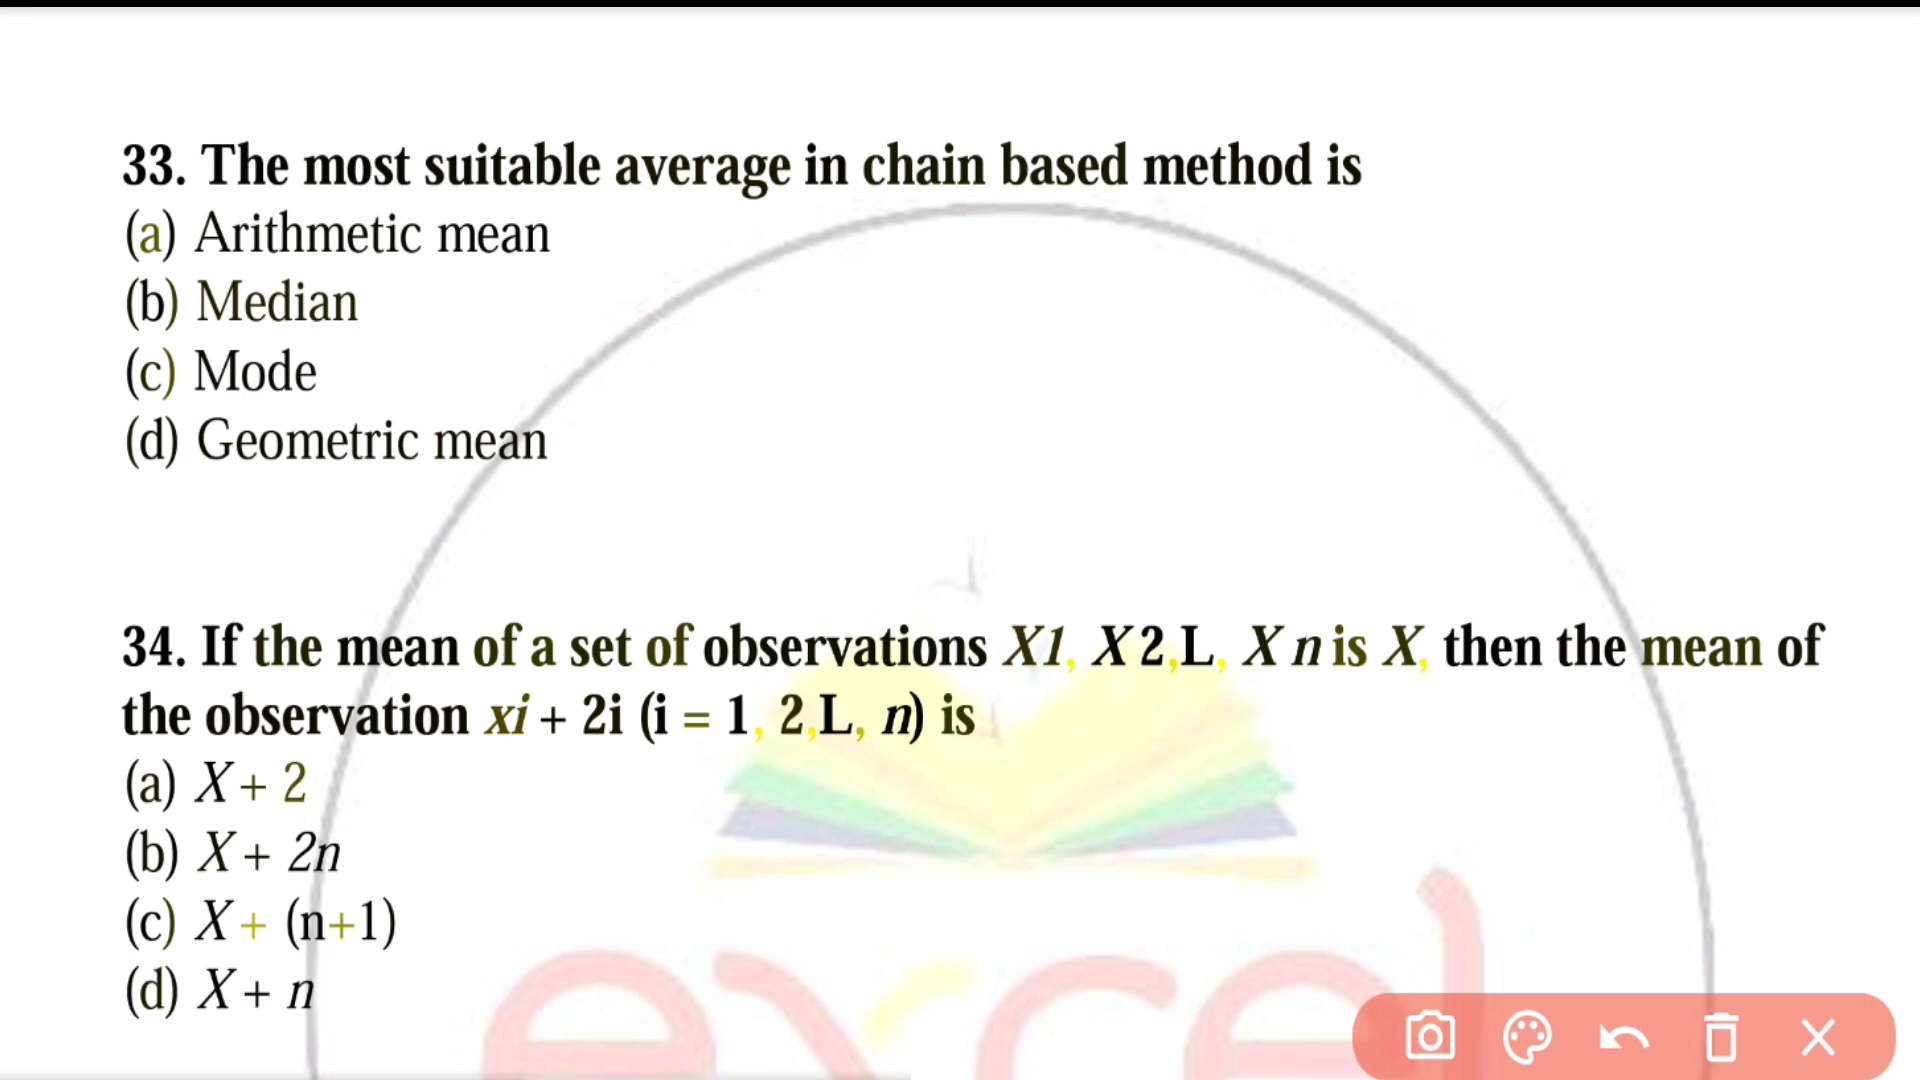 33. The most suitable average in chain based method is
(a) Arithmetic mean
(b) Median
(c) Mode
(d) Geometric mean
34. If the mean of a set of observations X1, X2,L, Xn is X, then the mean of
the observation xi + 2i (i = 1, 2,L, n) is
(a) X + 2
(b) X + 2n
(c) X + (n+1)
(d) X + n
excel